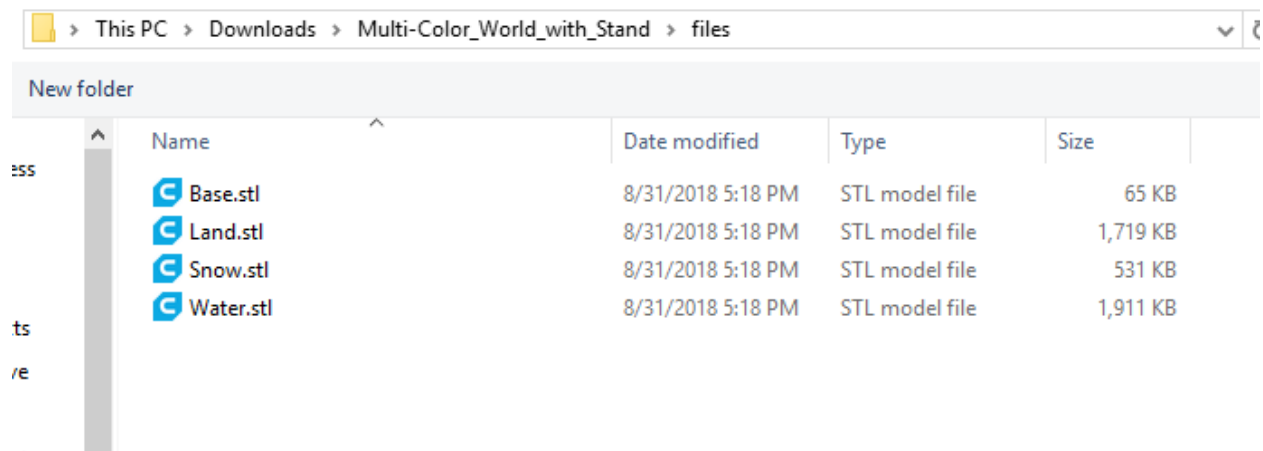 This PC > Downloads > Multi-Color_World_with_Stand > files
New folder
Name Date modified Type Size
ess
Base.stl 8/31/2018 5:18 PM STL model file 65 KB
Land.stl 8/31/2018 5:18 PM STL model file 1,719 KB
Snow.stl 8/31/2018 5:18 PM STL model file 531 KB
Water.stl 8/31/2018 5:18 PM STL model file 1,911 KB
ts
ve